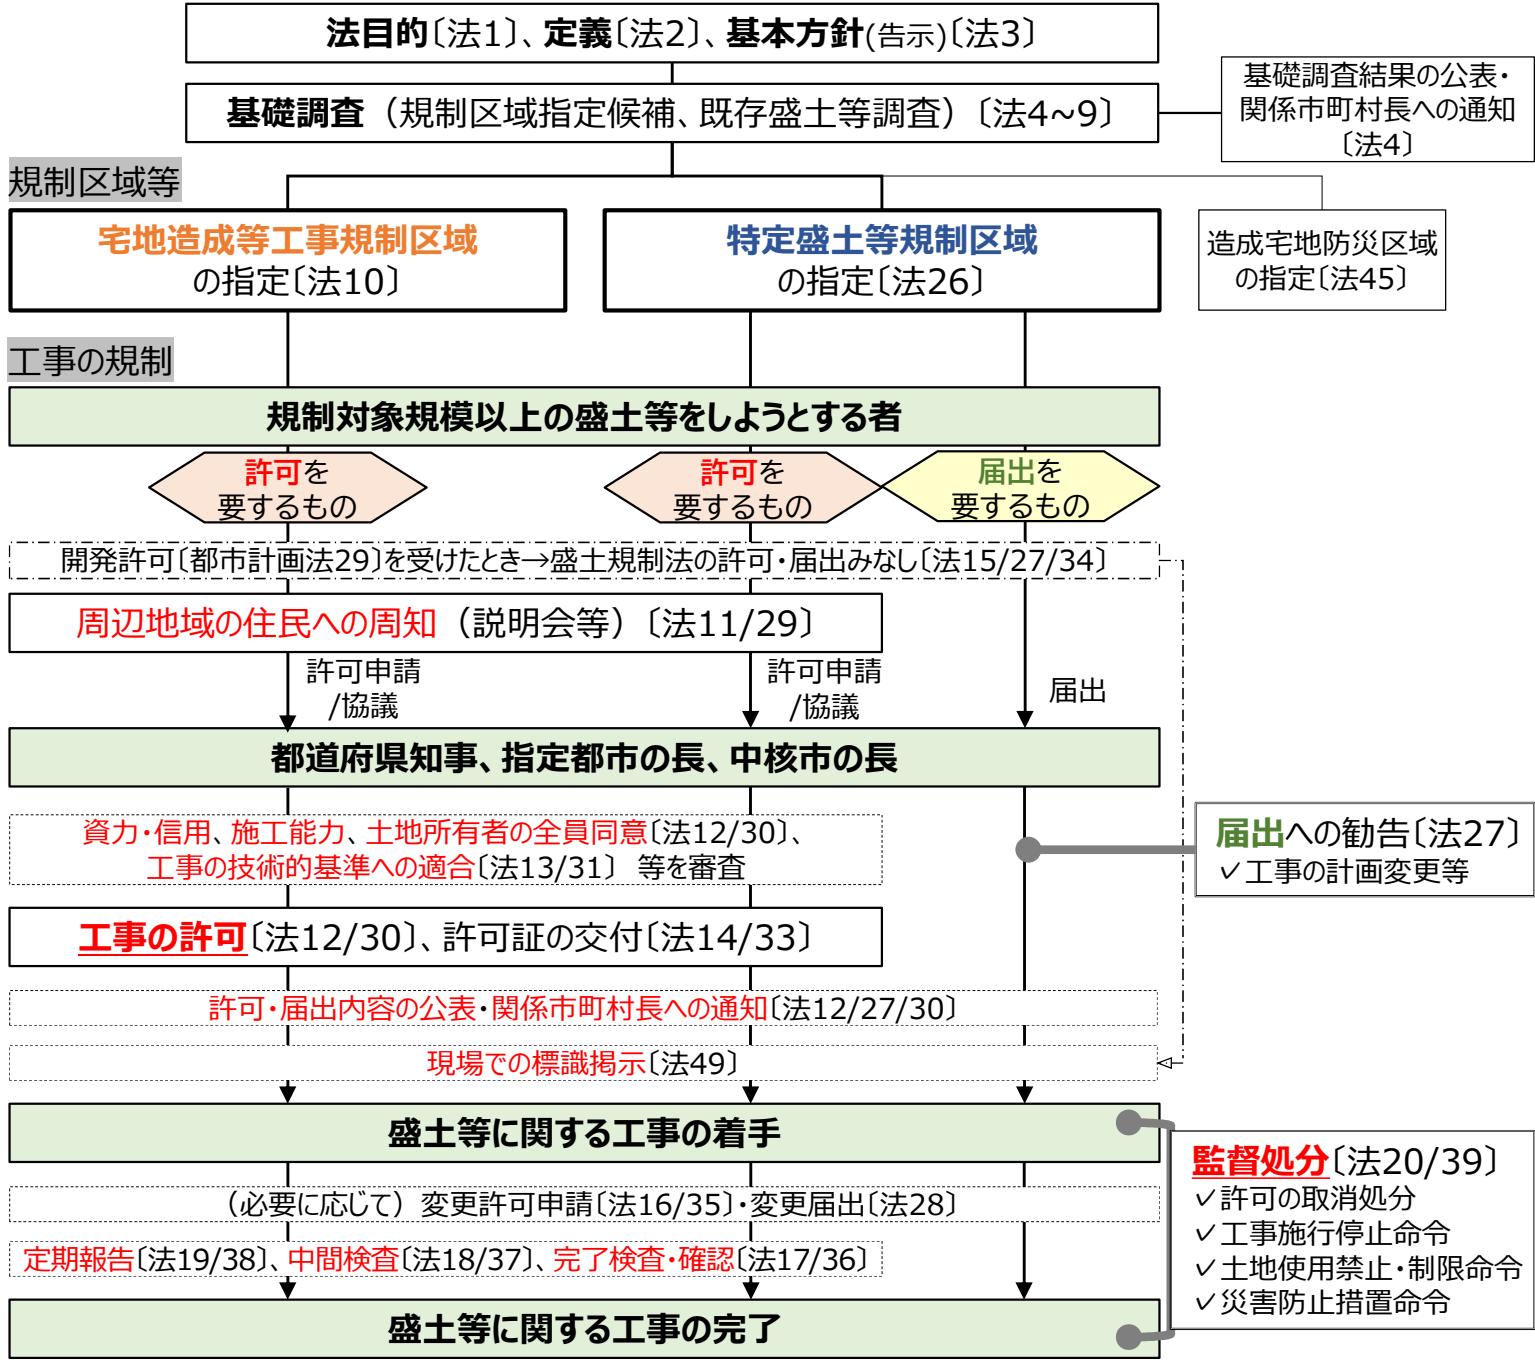 法目的〔法1〕、定義〔法2〕、基本方針(告示)〔法3〕
基礎調査（規制区域指定候補、既存盛土等調査）〔法4~9〕
基礎調査結果の公表・
関係市町村長への通知
〔法4〕
規制区域等
宅地造成等工事規制区域
の指定〔法10〕
特定盛土等規制区域
の指定〔法26〕
造成宅地防災区域
の指定〔法45〕
工事の規制
規制対象規模以上の盛土等をしようとする者
許可を
要するもの
許可を
要するもの
届出を
要するもの
開発許可〔都市計画法29〕を受けたとき→盛土規制法の許可・届出みなし〔法15/27/34〕
周辺地域の住民への周知（説明会等）〔法11/29〕
許可申請
/協議
許可申請
/協議
届出
都道府県知事、指定都市の長、中核市の長
資力・信用、施工能力、土地所有者の全員同意〔法12/30〕、
工事の技術的基準への適合〔法13/31〕 等を審査
届出への勧告〔法27〕
✓工事の計画変更等
工事の許可〔法12/30〕、許可証の交付〔法14/33〕
許可・届出内容の公表・関係市町村長への通知〔法12/27/30〕
現場での標識掲示〔法49〕
盛土等に関する工事の着手
（必要に応じて）変更許可申請〔法16/35〕・変更届出〔法28〕
定期報告〔法19/38〕、中間検査〔法18/37〕、完了検査・確認〔法17/36〕
監督処分〔法20/39〕
✓許可の取消処分
✓工事施行停止命令
✓土地使用禁止・制限命令
✓災害防止措置命令
盛土等に関する工事の完了